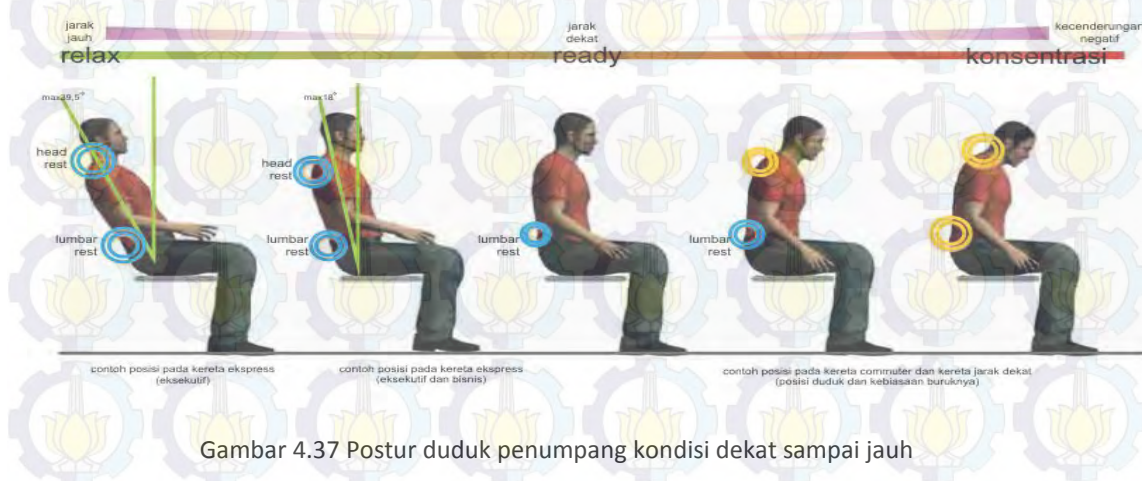 jarak
jauh
jarak
dekat
kecenderungan
negatif
relax
ready
konsentrasi
max39,5°
max18°
head
rest
head
rest
lumbar
rest
lumbar
rest
lumbar
rest
lumbar
rest
contoh posisi pada kereta ekspress
(eksekutif)
contoh posisi pada kereta ekspress
(eksekutif dan bisnis)
contoh posisi pada kereta commuter dan kereta jarak dekat
(posisi duduk dan kebiasaan buruknya)
Gambar 4.37 Postur duduk penumpang kondisi dekat sampai jauh